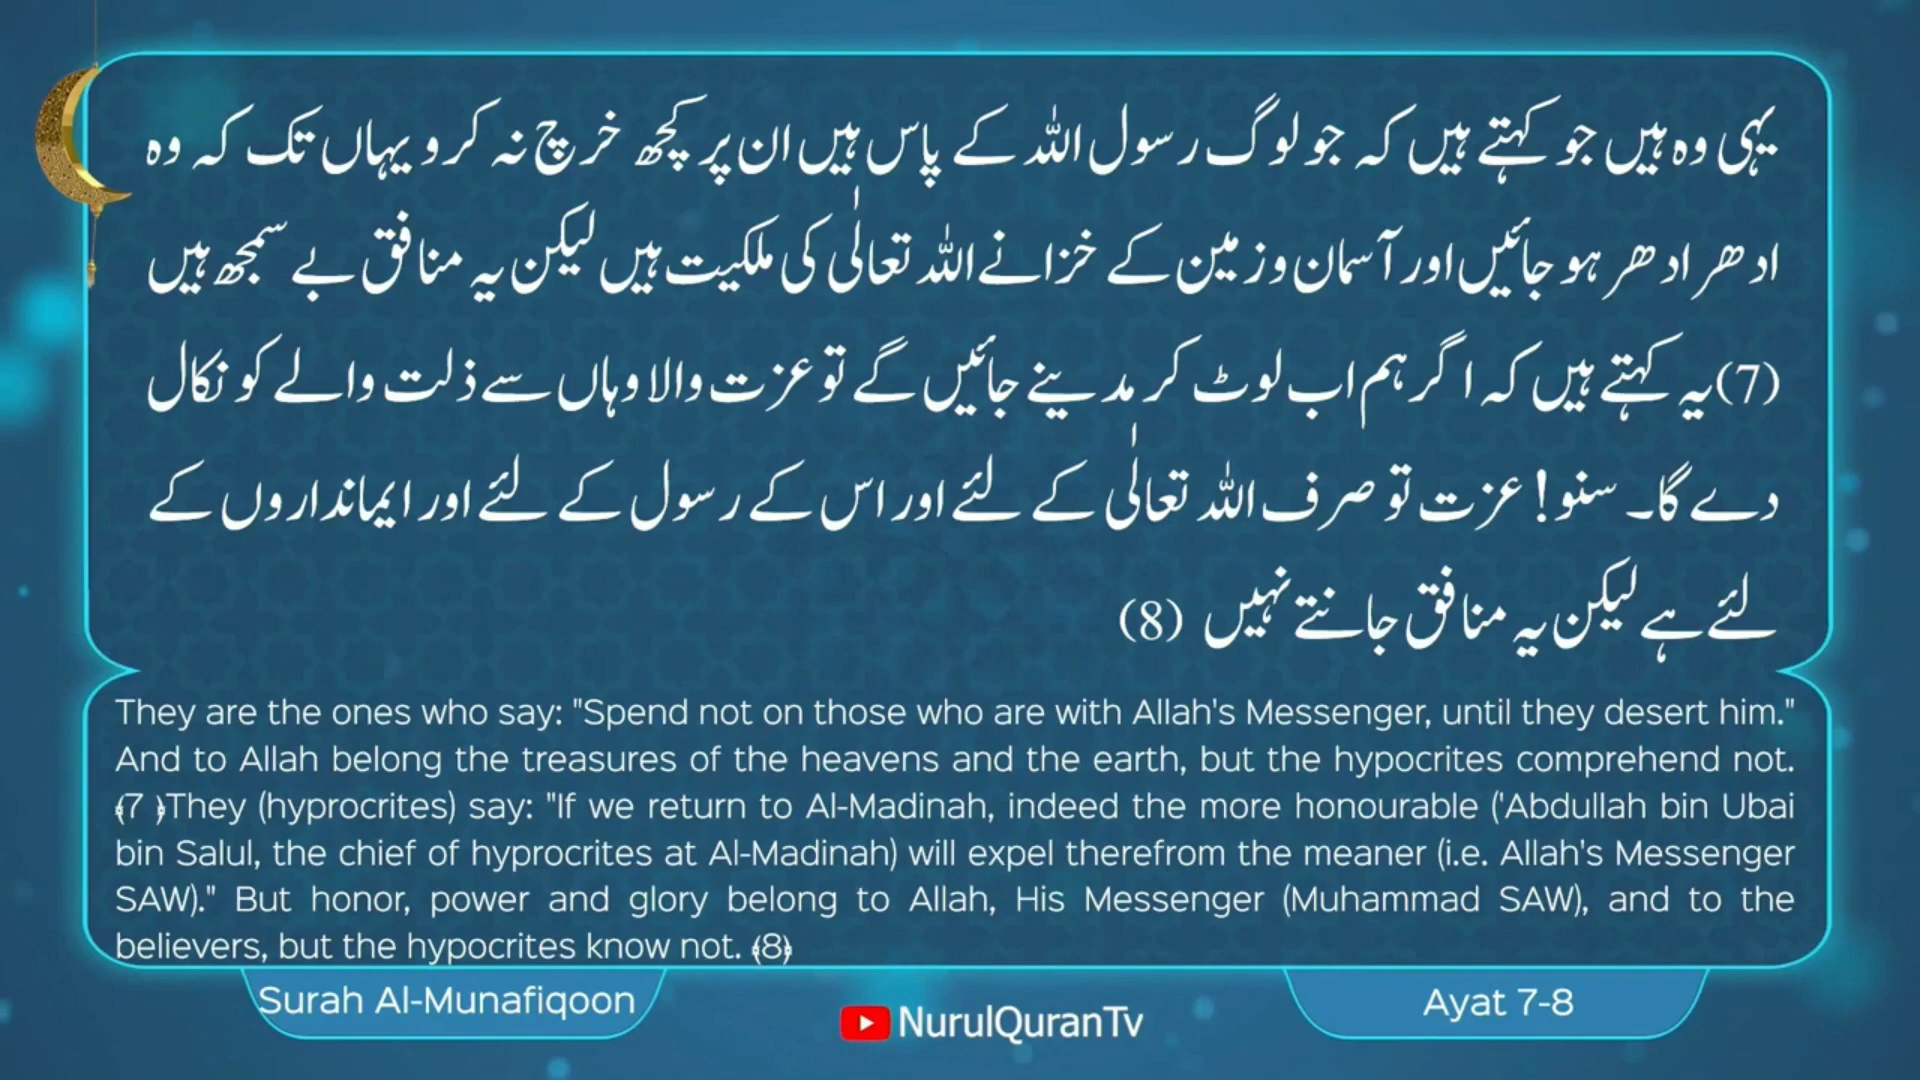 یہی وہ ہیں جو کہتے ہیں کہ جو لوگ رسول اللہ کے پاس ہیں ان پر کچھ خرچ نہ کرو یہاں تک کہ وہ
ادھر ادھر ہو جائیں اور آسمان وزمین کے خزانے اللہ تعالٰی کی ملکیت ہیں لیکن یہ منافق بے سمجھ ہیں
(7) یہ کہتے ہیں کہ اگر ہم اب لوٹ کر مدینے جائیں گے تو عزت والا وہاں سے ذلت والے کو نکال
دے گا۔ سنو! عزت تو صرف اللہ تعالٰی کے لئے اور اس کے رسول کے لئے اور ایمانداروں کے
لئے ہے لیکن یہ منافق جانتے نہیں (8)
They are the ones who say: "Spend not on those who are with Allah's Messenger, until they desert him."
And to Allah belong the treasures of the heavens and the earth, but the hypocrites comprehend not.
﴾7 ﴿They (hyprocrites) say: "If we return to Al-Madinah, indeed the more honourable ('Abdullah bin Ubai
bin Salul, the chief of hyprocrites at Al-Madinah) will expel therefrom the meaner (i.e. Allah's Messenger
SAW)." But honor, power and glory belong to Allah, His Messenger (Muhammad SAW), and to the
believers, but the hypocrites know not. ﴾8﴿
Surah Al-Munafiqoon
NurulQuranTv
Ayat 7-8